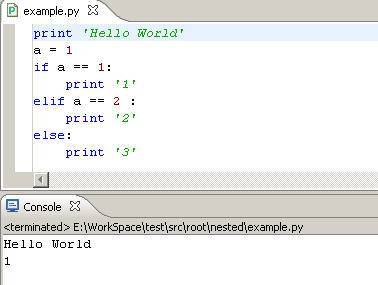 example.py
print 'Hello World'
a = 1
if a == 1:
    print '1'
elif a == 2 :
    print '2'
else:
    print '3'
Console
<terminated> E:\WorkSpace\test\src\root\nested\example.py
Hello World
1